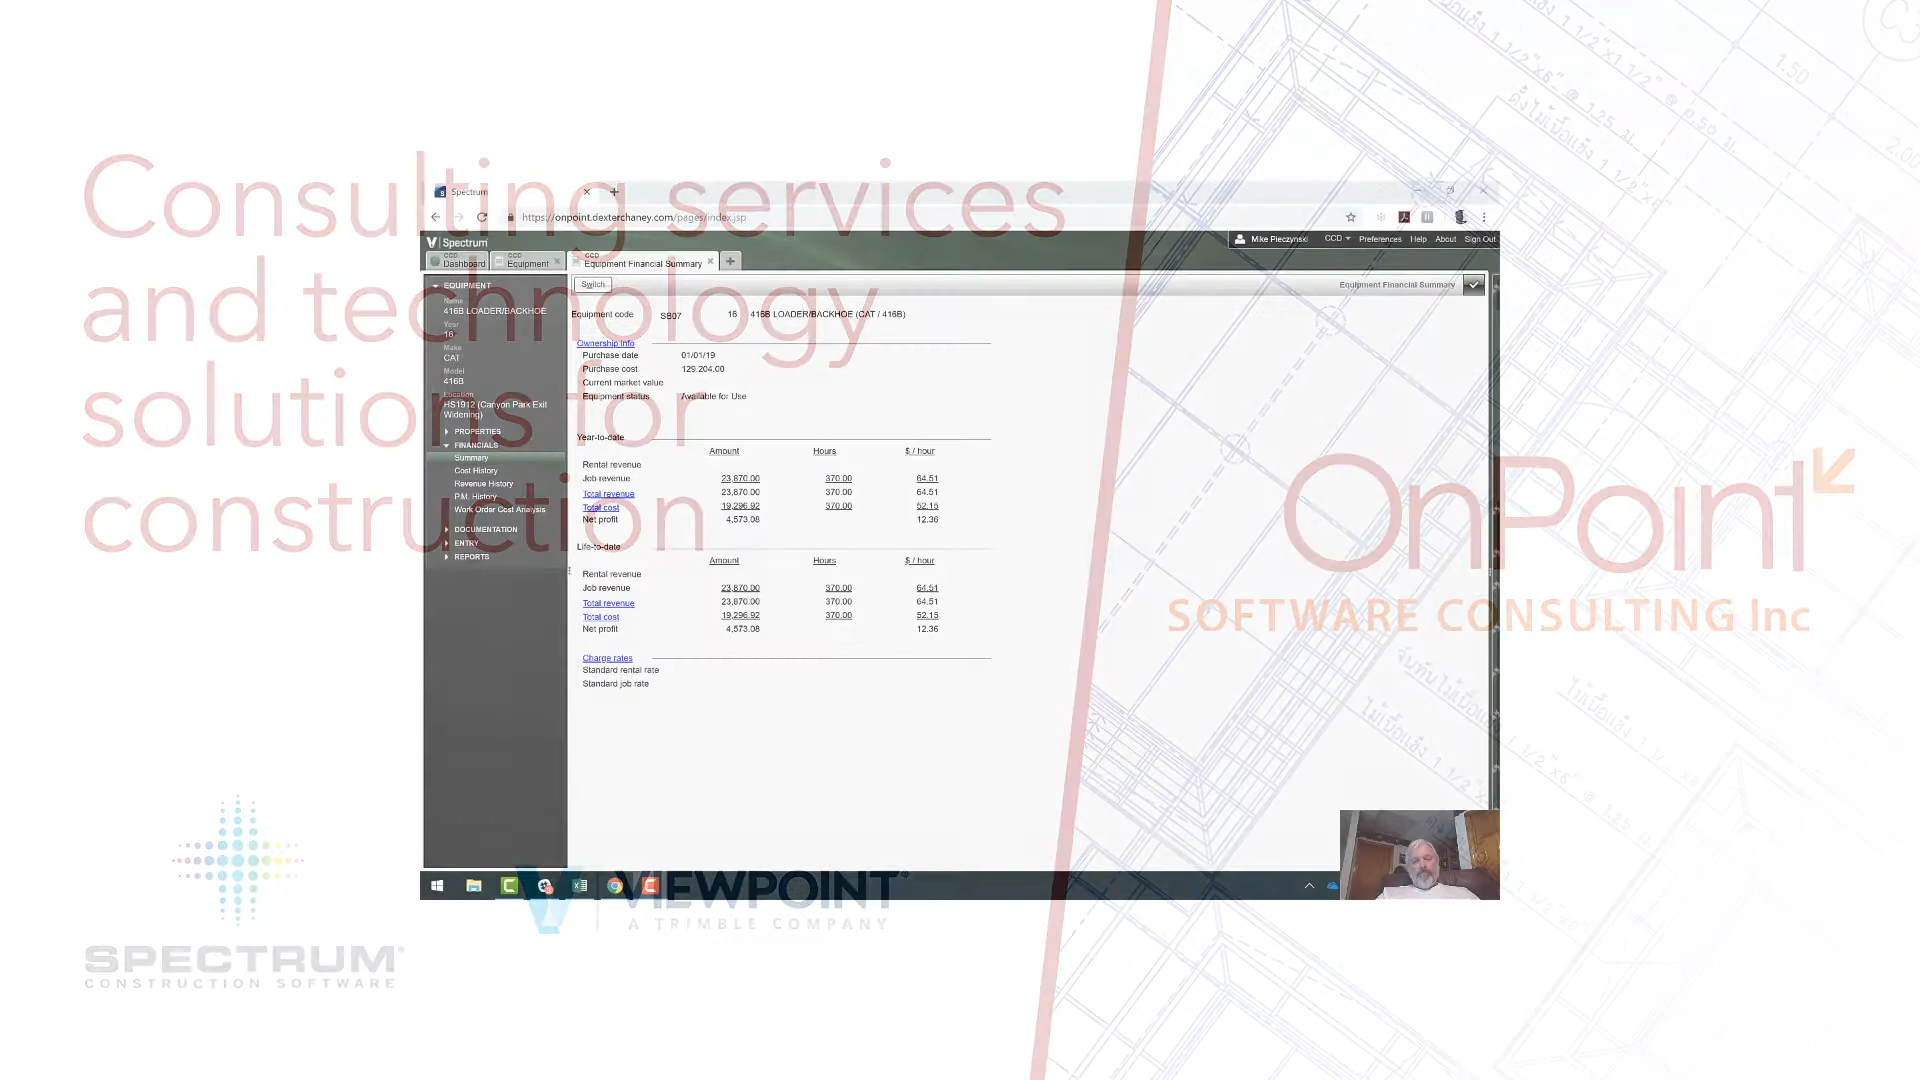 Consulting services
and technology
solutions for
construction
Spectrum
https://onpoint.dexterchaney.com/pages/index.jsp
Spectrum
Mike Pieczynski
CCD
Preferences
Help
About
Sign Out
CCD
Dashboard
CCD
Equipment
CCD
Equipment Financial Summary
EQUIPMENT
Name
416B LOADER/BACKHOE
Year
16
Make
CAT
Model
416B
Location
HS1912 (Canyon Park Exit
Widening)
PROPERTIES
FINANCIALS
Summary
Cost History
Revenue History
P.M. History
Work Order Cost Analysis
DOCUMENTATION
ENTRY
REPORTS
Switch
Equipment Financial Summary
Equipment code SB07 16 416B LOADER/BACKHOE (CAT / 416B)
Ownership Info
Purchase date 01/01/19
Purchase cost 129,204.00
Current market value
Equipment status Available for Use
Year-to-date
Amount Hours $ / hour
Rental revenue
Job revenue 23,870.00 370.00 64.51
Total revenue 23,870.00 370.00 64.51
Total cost 19,296.92 370.00 52.15
Net profit 4,573.08 12.36
Life-to-date
Amount Hours $ / hour
Rental revenue
Job revenue 23,870.00 370.00 64.51
Total revenue 23,870.00 370.00 64.51
Total cost 19,296.92 370.00 52.15
Net profit 4,573.08 12.36
Charge rates
Standard rental rate
Standard job rate
OnPoint
SOFTWARE CONSULTING Inc
SPECTRUM®
CONSTRUCTION SOFTWARE
VIEWPOINT®
A TRIMBLE COMPANY
1.50
2.00